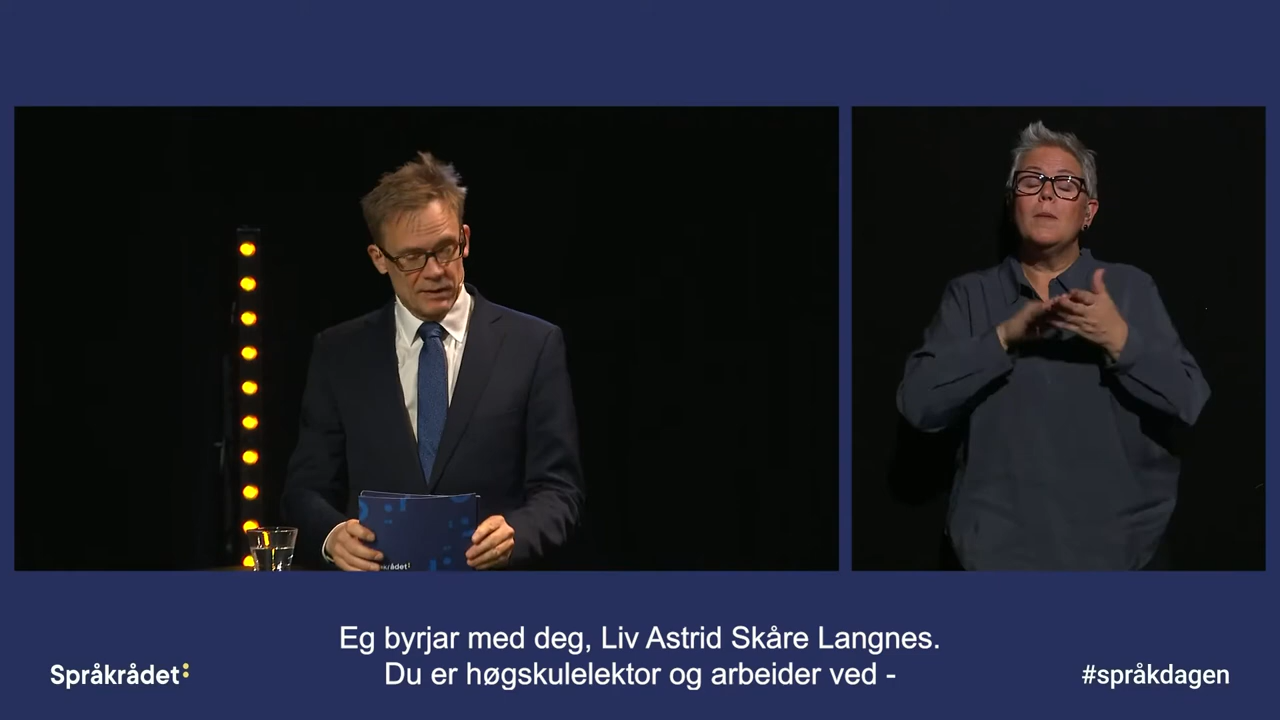 Eg byrjar med deg, Liv Astrid Skåre Langnes.
Du er høgskulelektor og arbeider ved -
Språkrådet:
#språkdagen